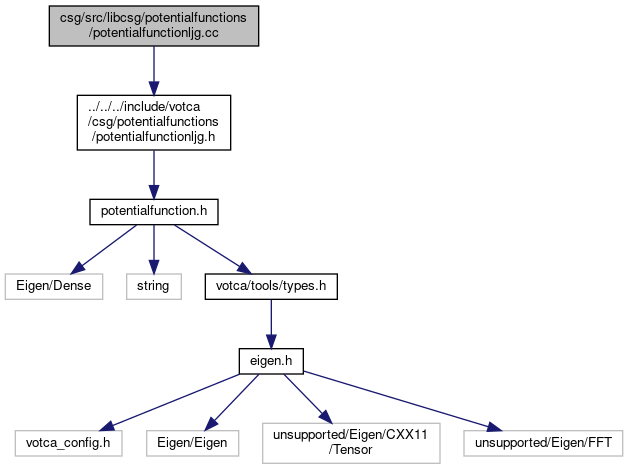 csg/src/libcsg/potentialfunctions
/potentialfunctionljg.cc
../../../include/votca
/csg/potentialfunctions
/potentialfunctionljg.h
potentialfunction.h
Eigen/Dense
string
votca/tools/types.h
eigen.h
votca_config.h
Eigen/Eigen
unsupported/Eigen/CXX11
/Tensor
unsupported/Eigen/FFT